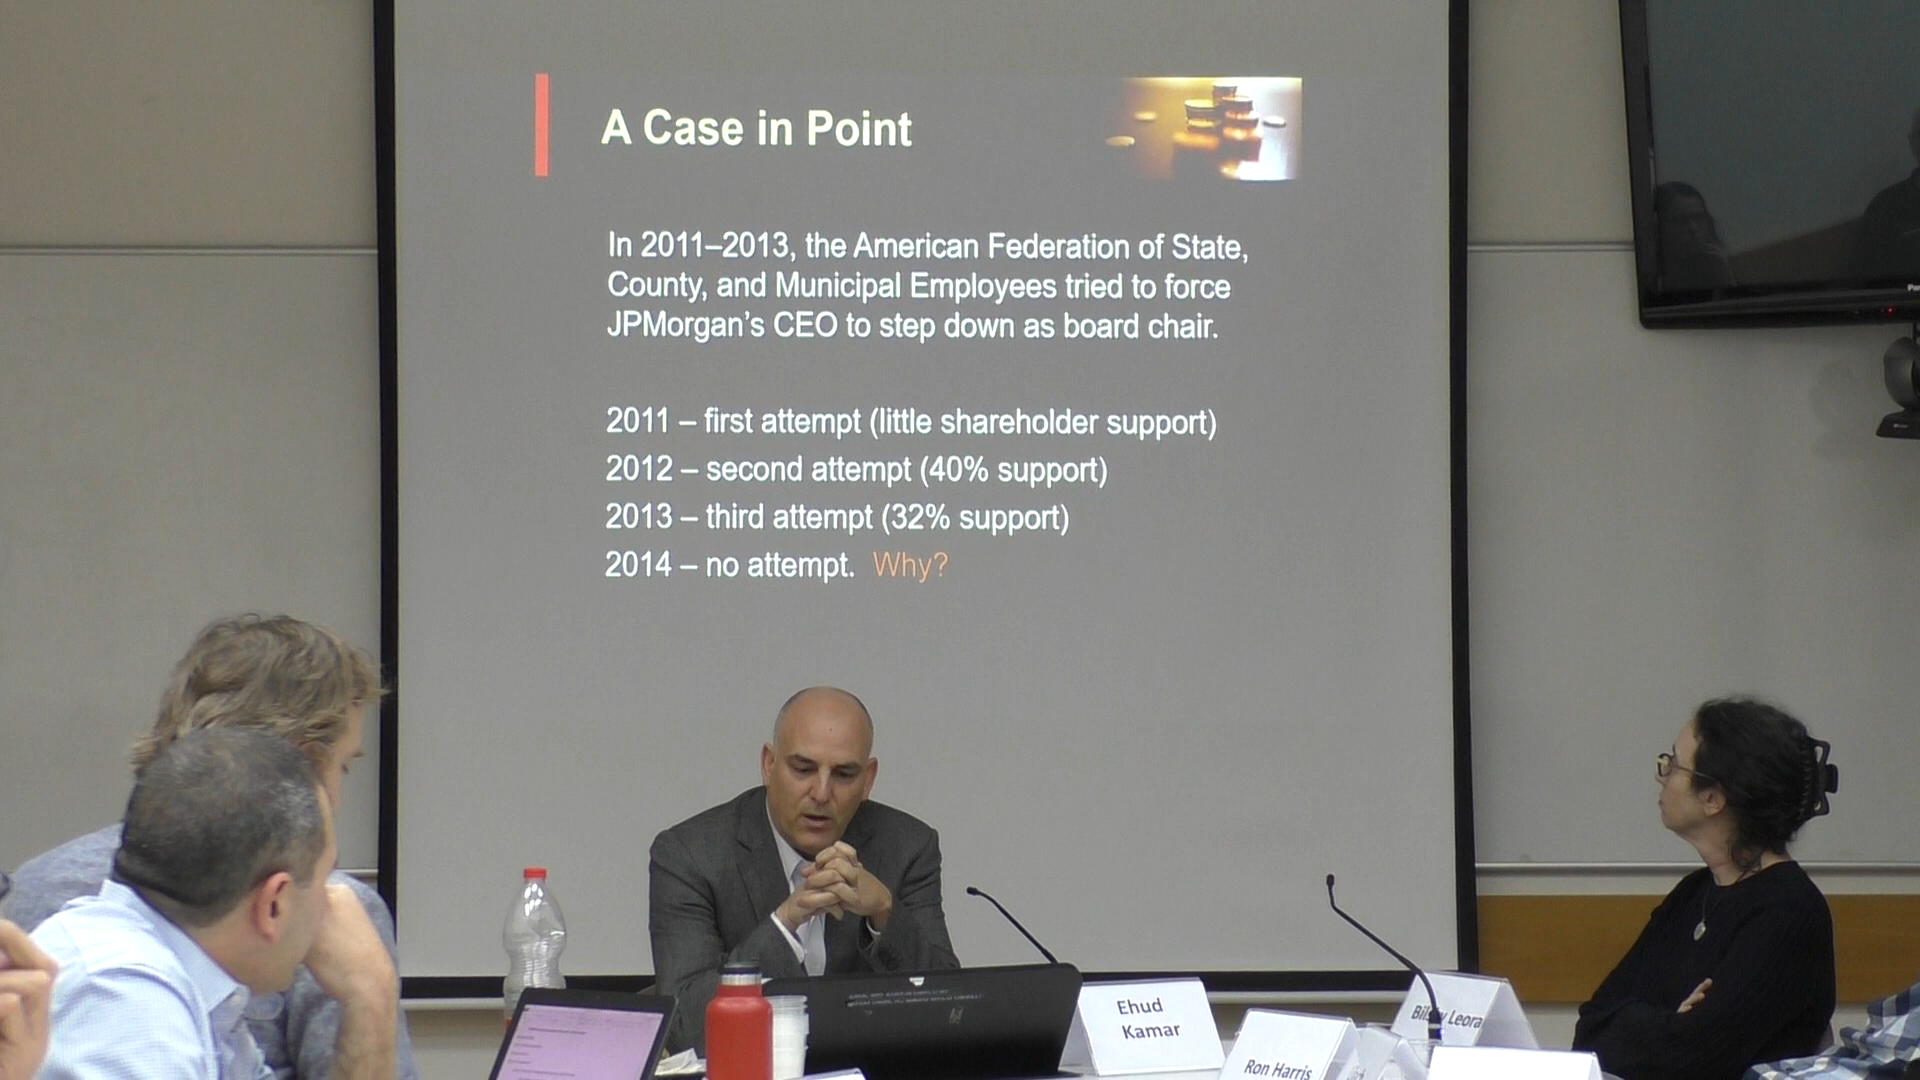 A Case in Point
In 2011–2013, the American Federation of State,
County, and Municipal Employees tried to force
JPMorgan's CEO to step down as board chair.
2011 – first attempt (little shareholder support)
2012 – second attempt (40% support)
2013 – third attempt (32% support)
2014 – no attempt. Why?
Ehud
Kamar
Leora
Ron Harris